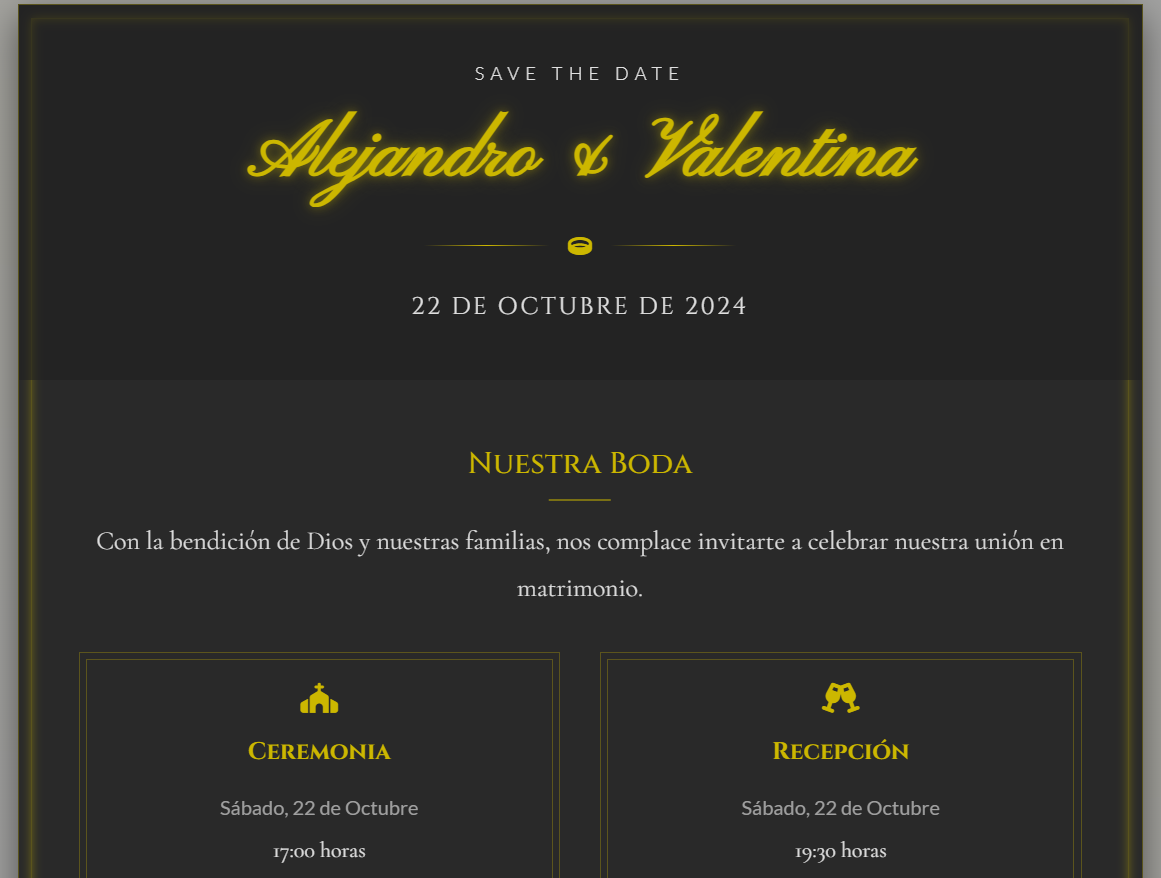 SAVE THE DATE
Alejandro & Valentina
22 DE OCTUBRE DE 2024
Nuestra Boda
Con la bendición de Dios y nuestras familias, nos complace invitarte a celebrar nuestra unión en
matrimonio.
Ceremonia
Sábado, 22 de Octubre
17:00 horas
Recepción
Sábado, 22 de Octubre
19:30 horas